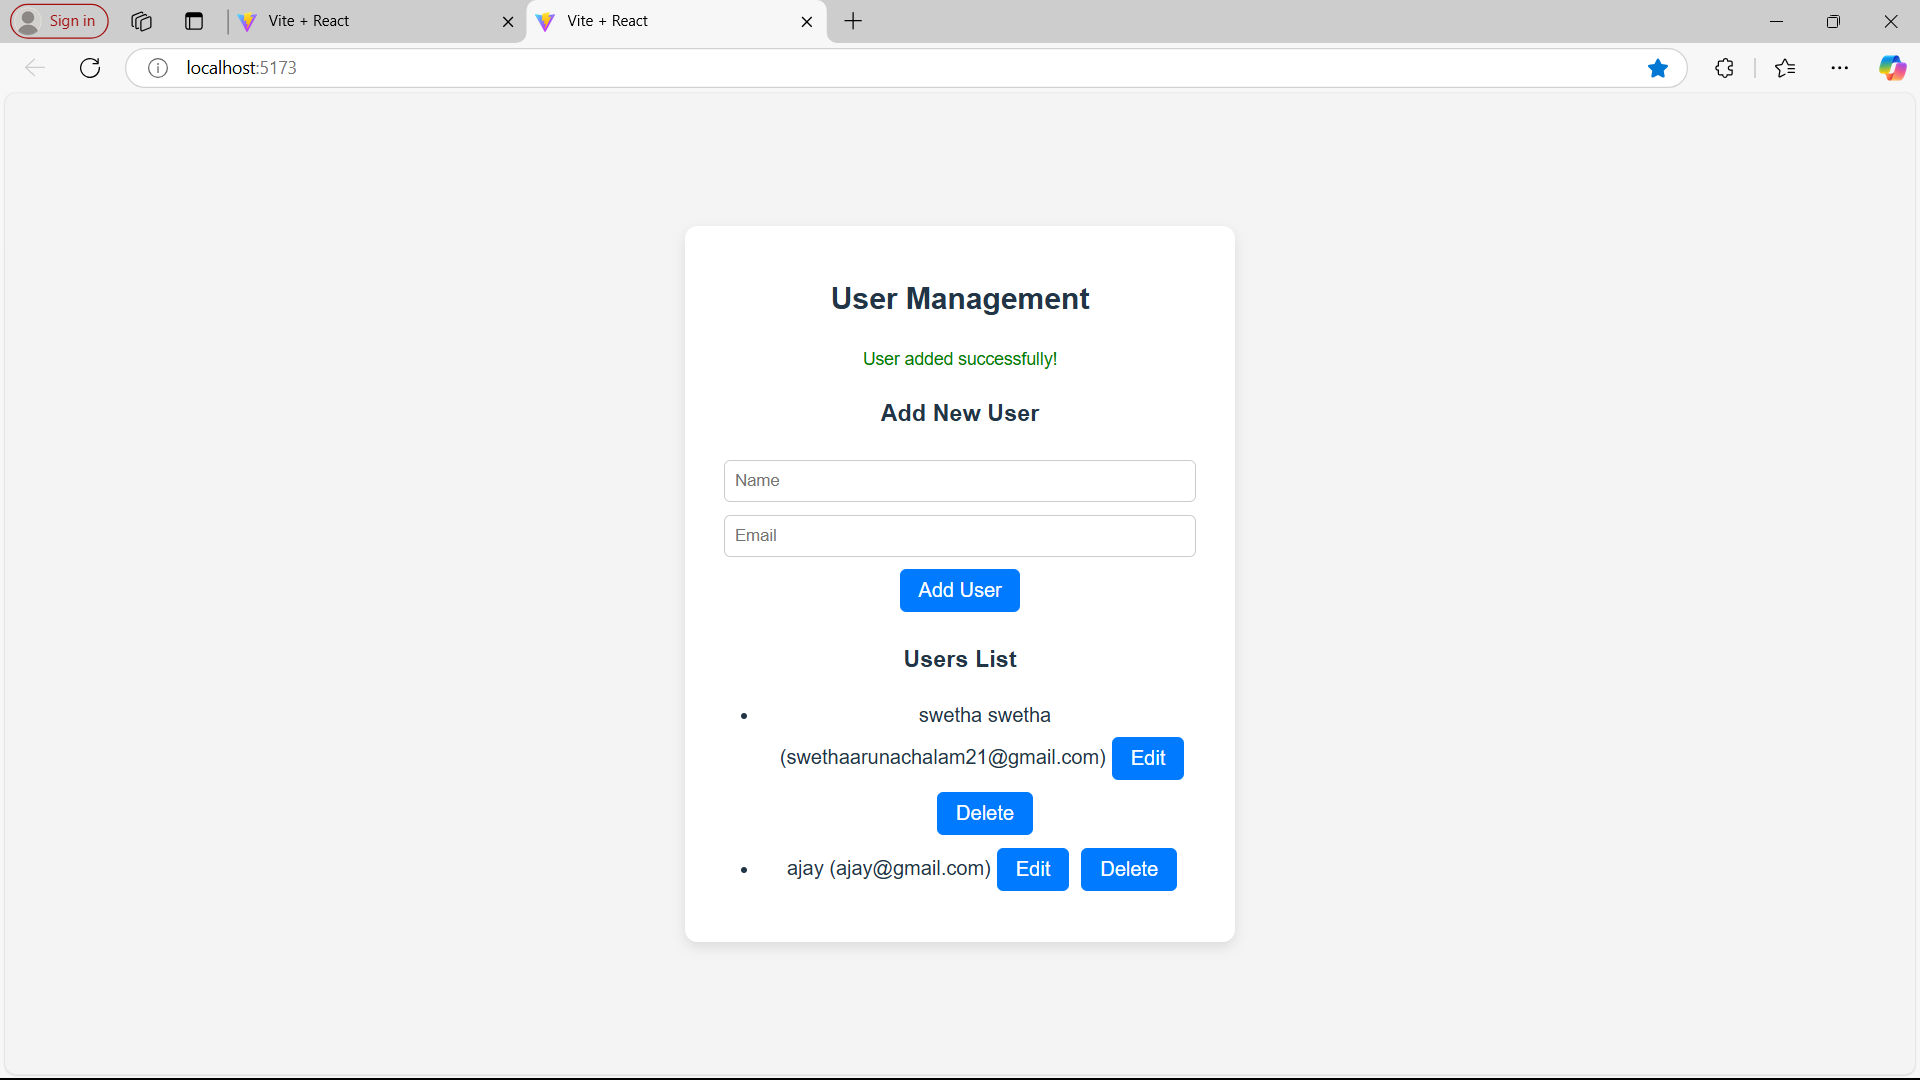 Sign in
Vite + React
Vite + React
localhost:5173
User Management
User added successfully!
Add New User
Name
Email
Add User
Users List
swetha swetha
(swethaarunachalam21@gmail.com) Edit
Delete
ajay (ajay@gmail.com) Edit Delete